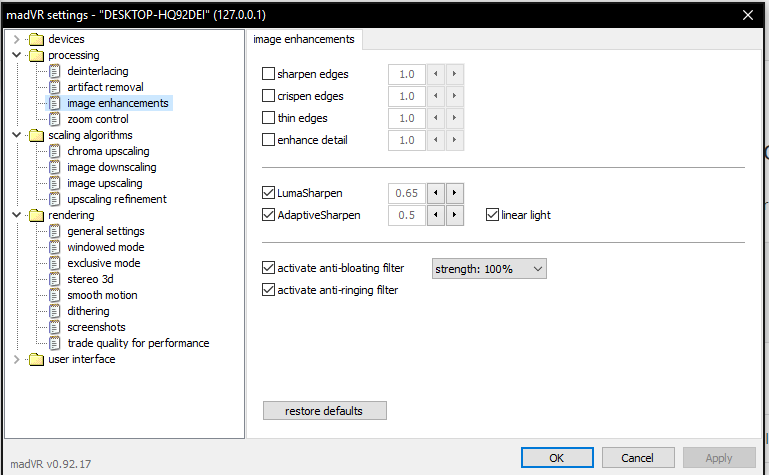 madVR settings - "DESKTOP-HQ92DEI" (127.0.0.1)
devices
processing
deinterlacing
artifact removal
image enhancements
zoom control
scaling algorithms
chroma upscaling
image downscaling
image upscaling
upscaling refinement
rendering
general settings
windowed mode
exclusive mode
stereo 3d
smooth motion
dithering
screenshots
trade quality for performance
user interface
madVR v0.92.17
image enhancements
sharpen edges 1.0
crispen edges 1.0
thin edges 1.0
enhance detail 1.0
LumaSharpen 0.65
AdaptiveSharpen 0.5 linear light
activate anti-bloating filter strength: 100%
activate anti-ringing filter
restore defaults
OK Cancel Apply